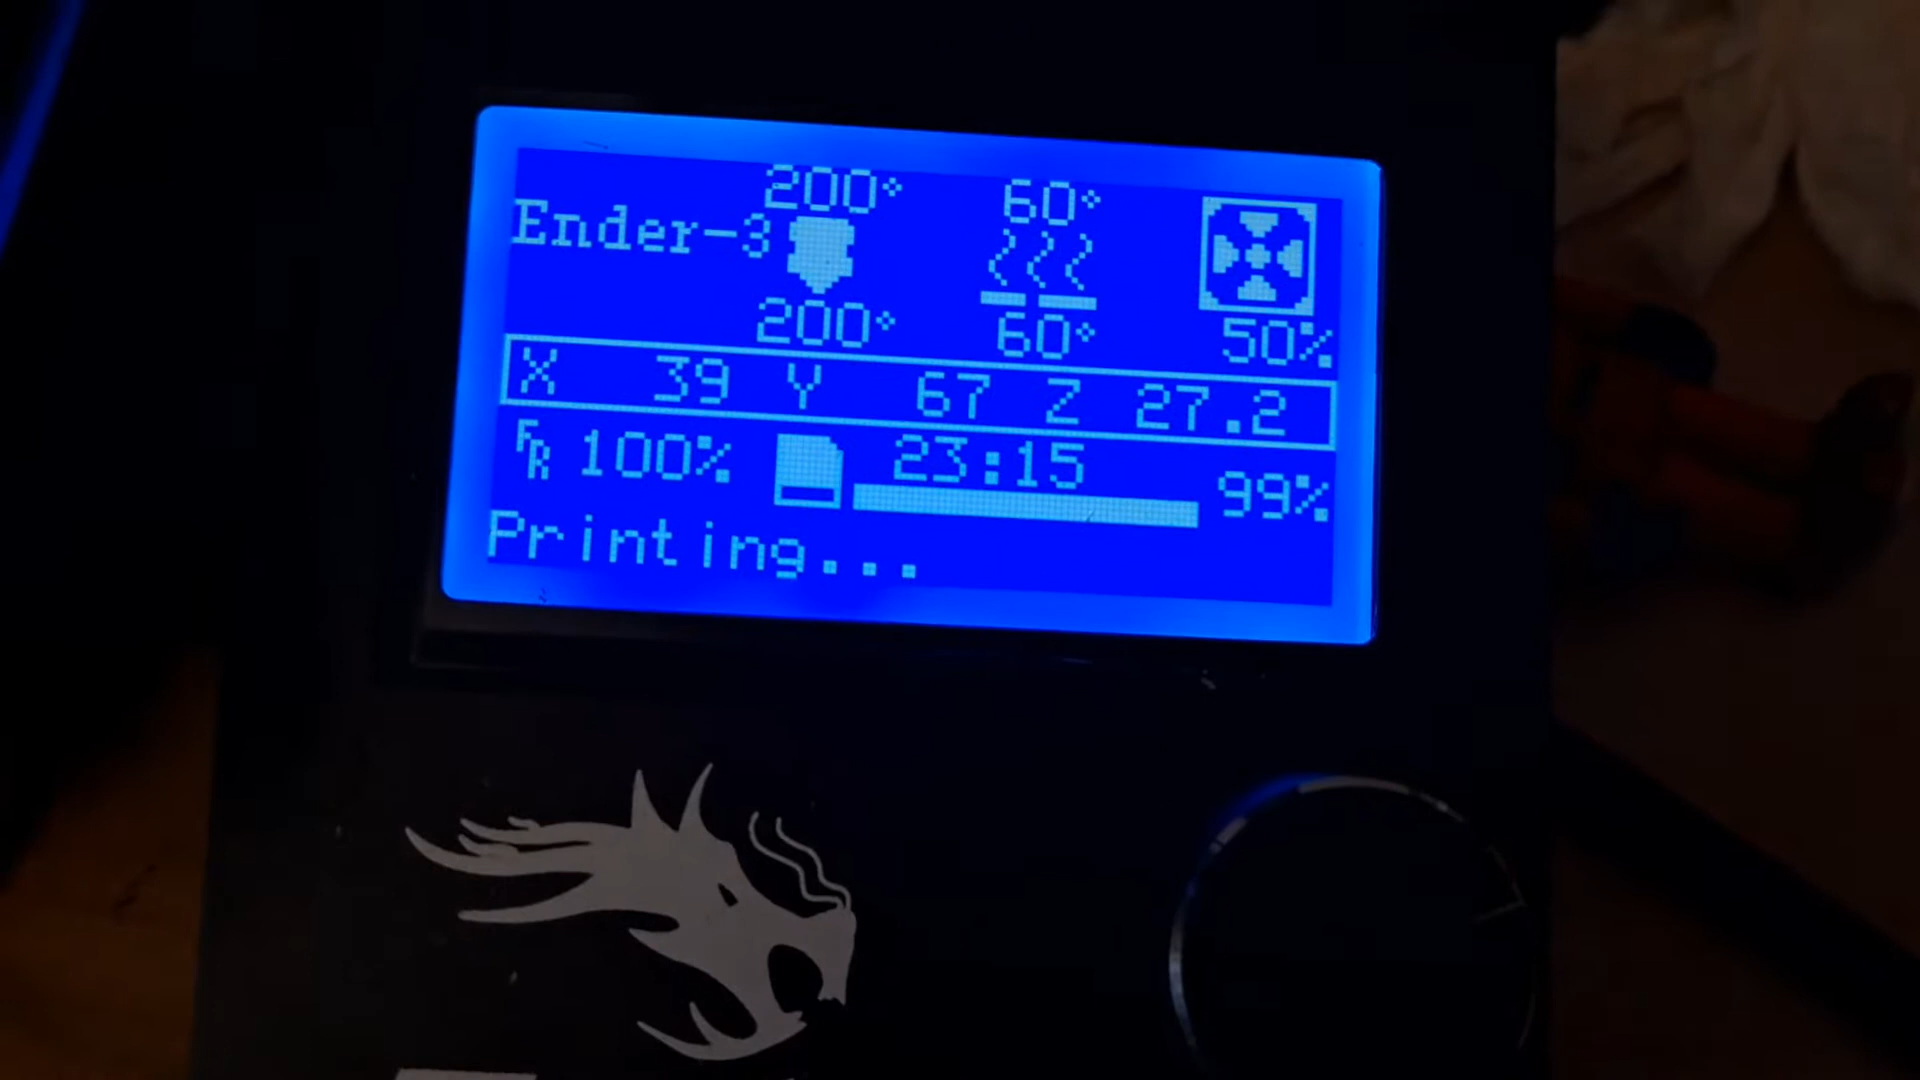 200° 60°
Ender-3
200° 60° 50%
X 39 Y 67 Z 27.2
FR 100% 23:15 99%
Printing...